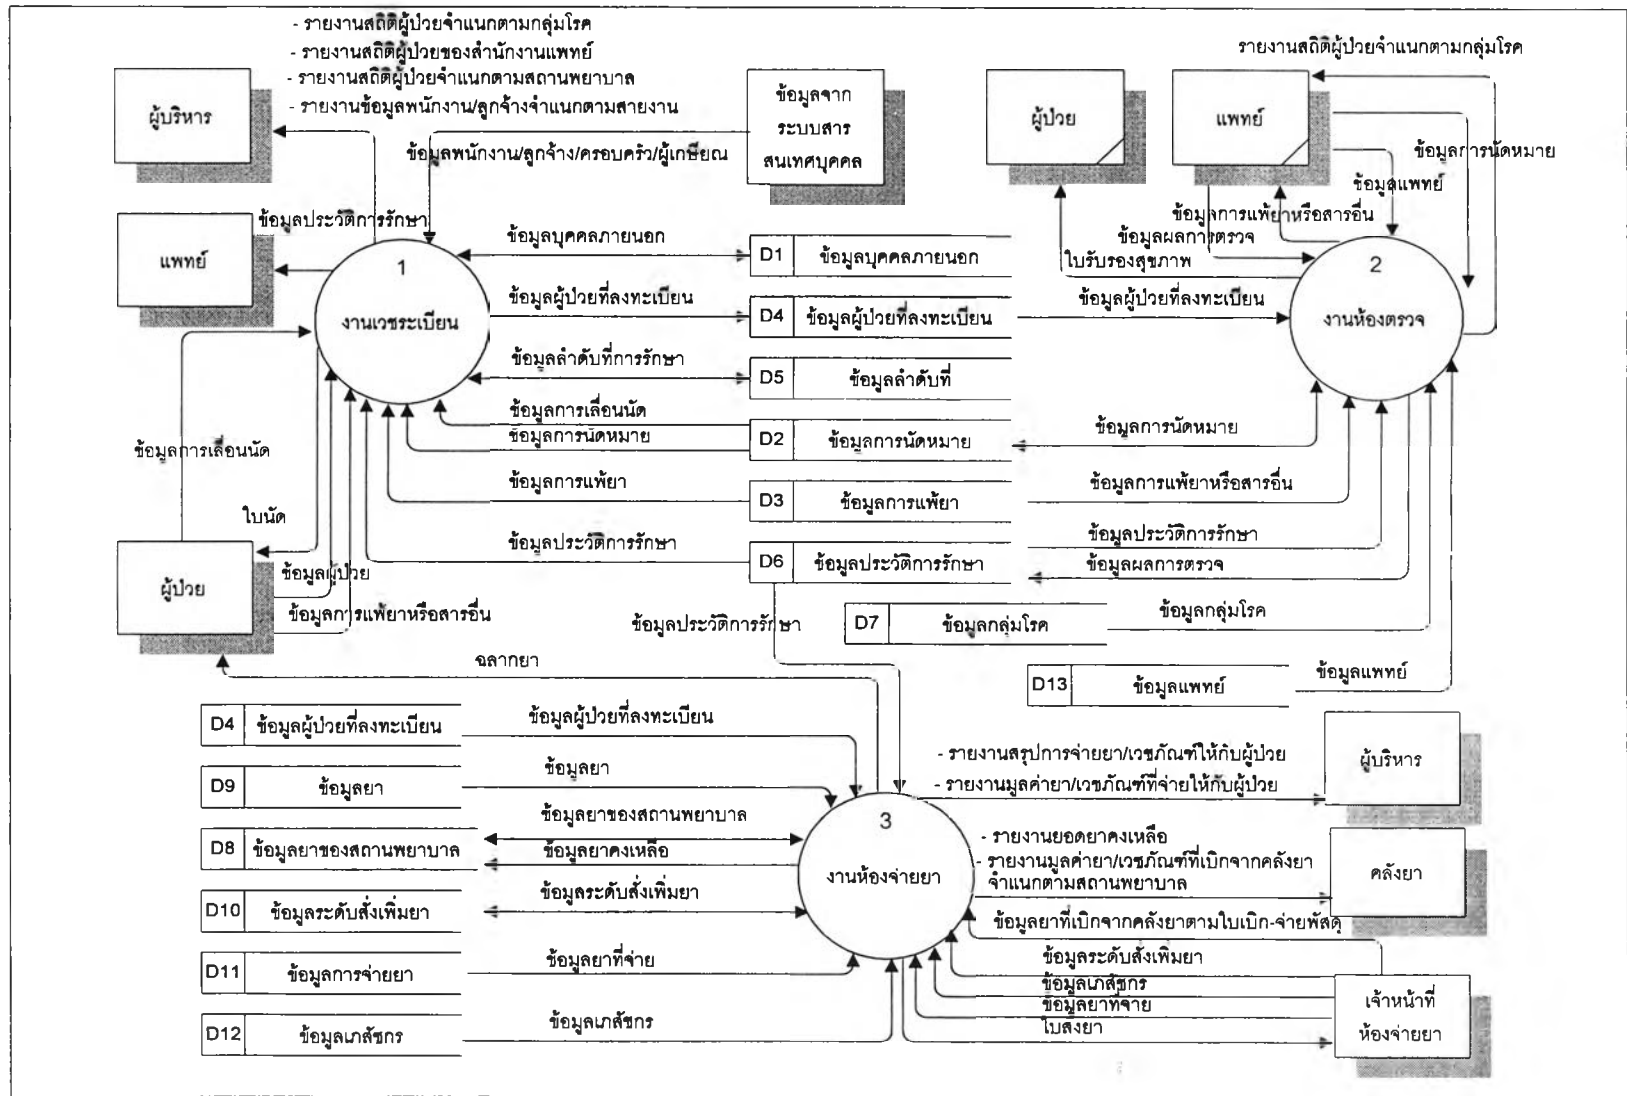 - รายงานสถิติผู้ป่วยจำแนกตามกลุ่มโรค
- รายงานสถิติผู้ป่วยของสำนักงานแพทย์
- รายงานสถิติผู้ป่วยจำแนกตามสถานพยาบาล
- รายงานข้อมูลพนักงาน/ลูกจ้างจำแนกตามสายงาน
ผู้บริหาร
ข้อมูลจาก
ระบบสาร
สนเทศบุคคล
ข้อมูลพนักงาน/ลูกจ้าง/ครอบครัว/ผู้เกษียณ
ผู้ป่วย
แพทย์
รายงานสถิติผู้ป่วยจำแนกตามกลุ่มโรค
ข้อมูลการนัดหมาย
ข้อมูลแพทย์
ข้อมูลการแพ้ยาหรือสารอื่น
ข้อมูลผลการตรวจ
ใบรับรองสุขภาพ
แพทย์
ข้อมูลประวัติการรักษา
1
งานเวชระเบียน
ข้อมูลบุคคลภายนอก
D1 ข้อมูลบุคคลภายนอก
2
งานห้องตรวจ
ข้อมูลผู้ป่วยที่ลงทะเบียน
D4 ข้อมูลผู้ป่วยที่ลงทะเบียน
ข้อมูลผู้ป่วยที่ลงทะเบียน
ข้อมูลลำดับที่การรักษา
D5 ข้อมูลลำดับที่
ข้อมูลการเลื่อนนัด
ข้อมูลการนัดหมาย
D2 ข้อมูลการนัดหมาย
ข้อมูลการนัดหมาย
ข้อมูลการเลื่อนนัด
ข้อมูลการแพ้ยา
D3 ข้อมูลการแพ้ยา
ข้อมูลการแพ้ยาหรือสารอื่น
ใบนัด
ข้อมูลประวัติการรักษา
D6 ข้อมูลประวัติการรักษา
ข้อมูลประวัติการรักษา
ข้อมูลผลการตรวจ
ผู้ป่วย
ข้อมูลผู้ป่วย
ข้อมูลการแพ้ยาหรือสารอื่น
ข้อมูลประวัติการรักษา
D7 ข้อมูลกลุ่มโรค
ข้อมูลกลุ่มโรค
ฉลากยา
D13 ข้อมูลแพทย์
ข้อมูลแพทย์
D4 ข้อมูลผู้ป่วยที่ลงทะเบียน
ข้อมูลผู้ป่วยที่ลงทะเบียน
- รายงานสรุปการจ่ายยา/เวชภัณฑ์ให้กับผู้ป่วย
- รายงานมูลค่ายา/เวชภัณฑ์ที่จ่ายให้กับผู้ป่วย
ผู้บริหาร
D9 ข้อมูลยา
ข้อมูลยา
3
งานห้องจ่ายยา
D8 ข้อมูลยาของสถานพยาบาล
ข้อมูลยาของสถานพยาบาล
ข้อมูลยาคงเหลือ
- รายงานยอดยาคงเหลือ
- รายงานมูลค่ายา/เวชภัณฑ์ที่เบิกจากคลังยา
จำแนกตามสถานพยาบาล
คลังยา
D10 ข้อมูลระดับสั่งเพิ่มยา
ข้อมูลระดับสั่งเพิ่มยา
ข้อมูลยาที่เบิกจากคลังยาตามใบเบิก-จ่ายพัสดุ
D11 ข้อมูลการจ่ายยา
ข้อมูลยาที่จ่าย
ข้อมูลระดับสั่งเพิ่มยา
ข้อมูลเภสัชกร
ข้อมูลยาที่จ่าย
ใบสั่งยา
เจ้าหน้าที่
ห้องจ่ายยา
D12 ข้อมูลเภสัชกร
ข้อมูลเภสัชกร